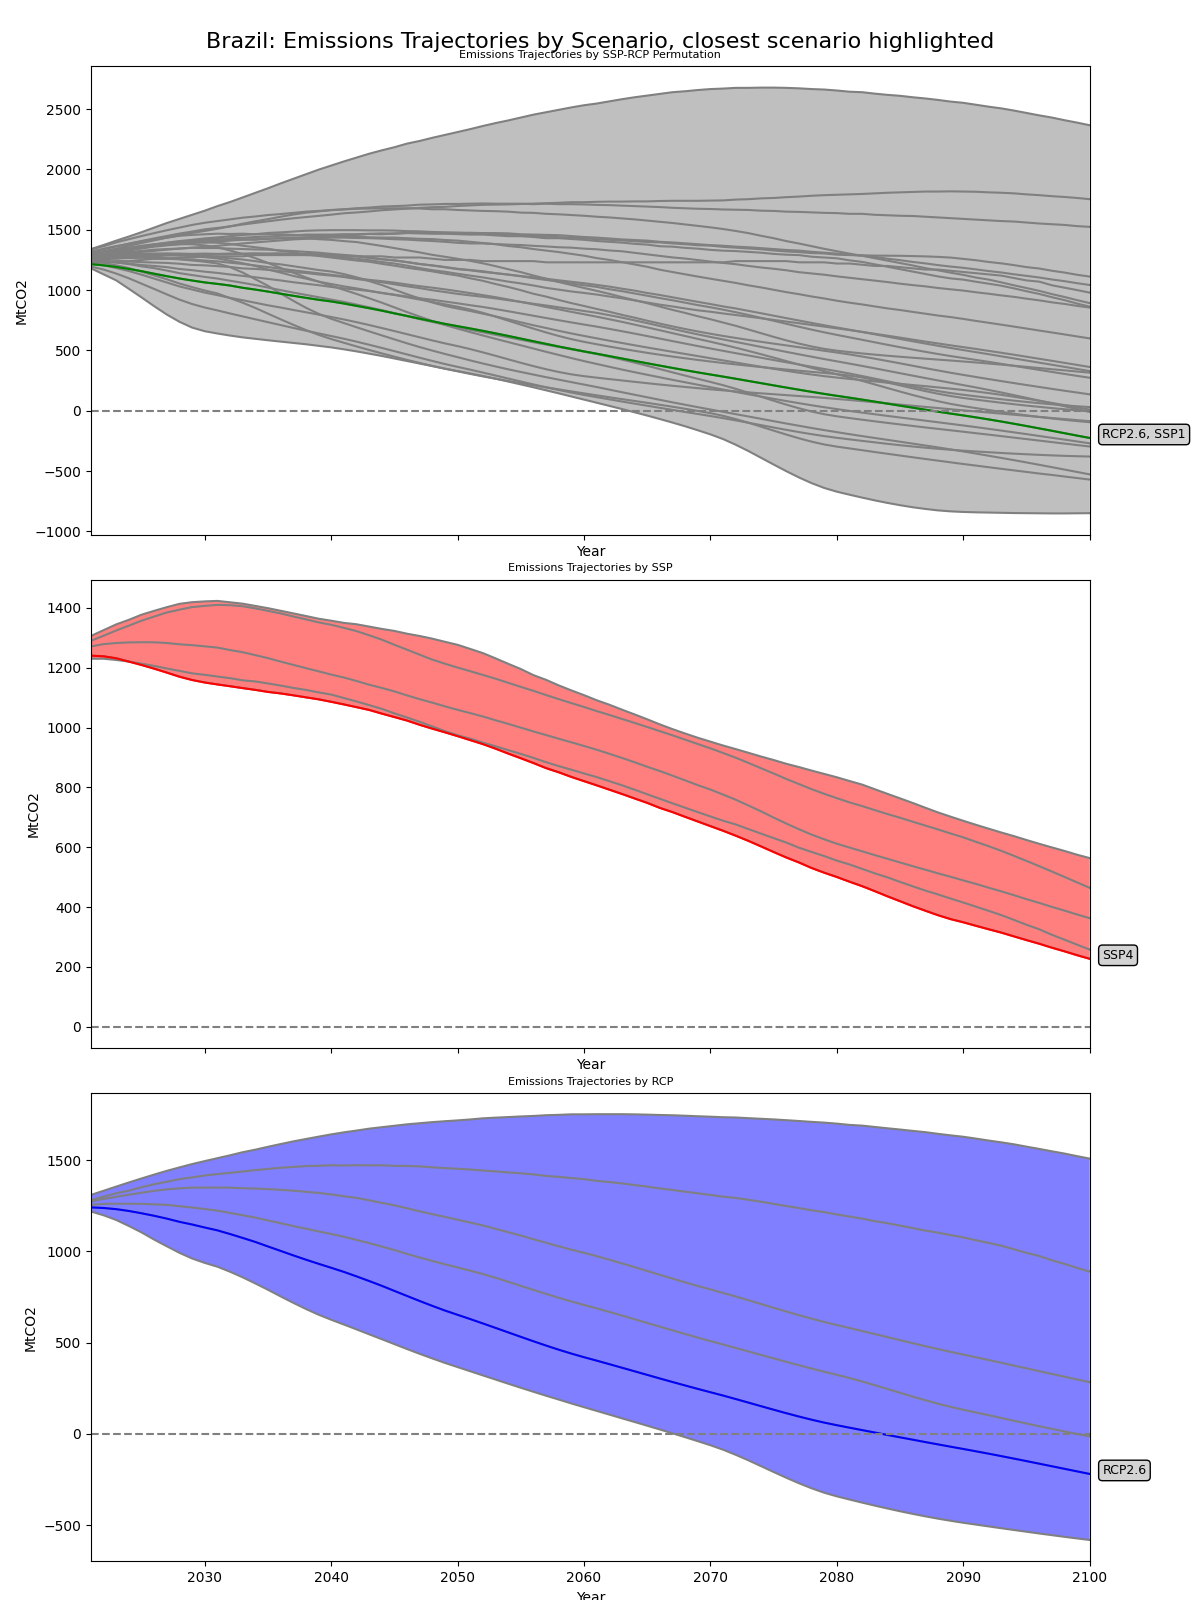 Brazil: Emissions Trajectories by Scenario, closest scenario highlighted
Emissions Trajectories by SSP-RCP Permutation
2500
2000
1500
1000
500
0
−500
−1000
MtCO2
RCP2.6, SSP1
Year
Emissions Trajectories by SSP
1400
1200
1000
800
600
400
200
0
MtCO2
SSP4
Year
Emissions Trajectories by RCP
1500
1000
500
0
−500
MtCO2
RCP2.6
2030 2040 2050 2060 2070 2080 2090 2100
Year